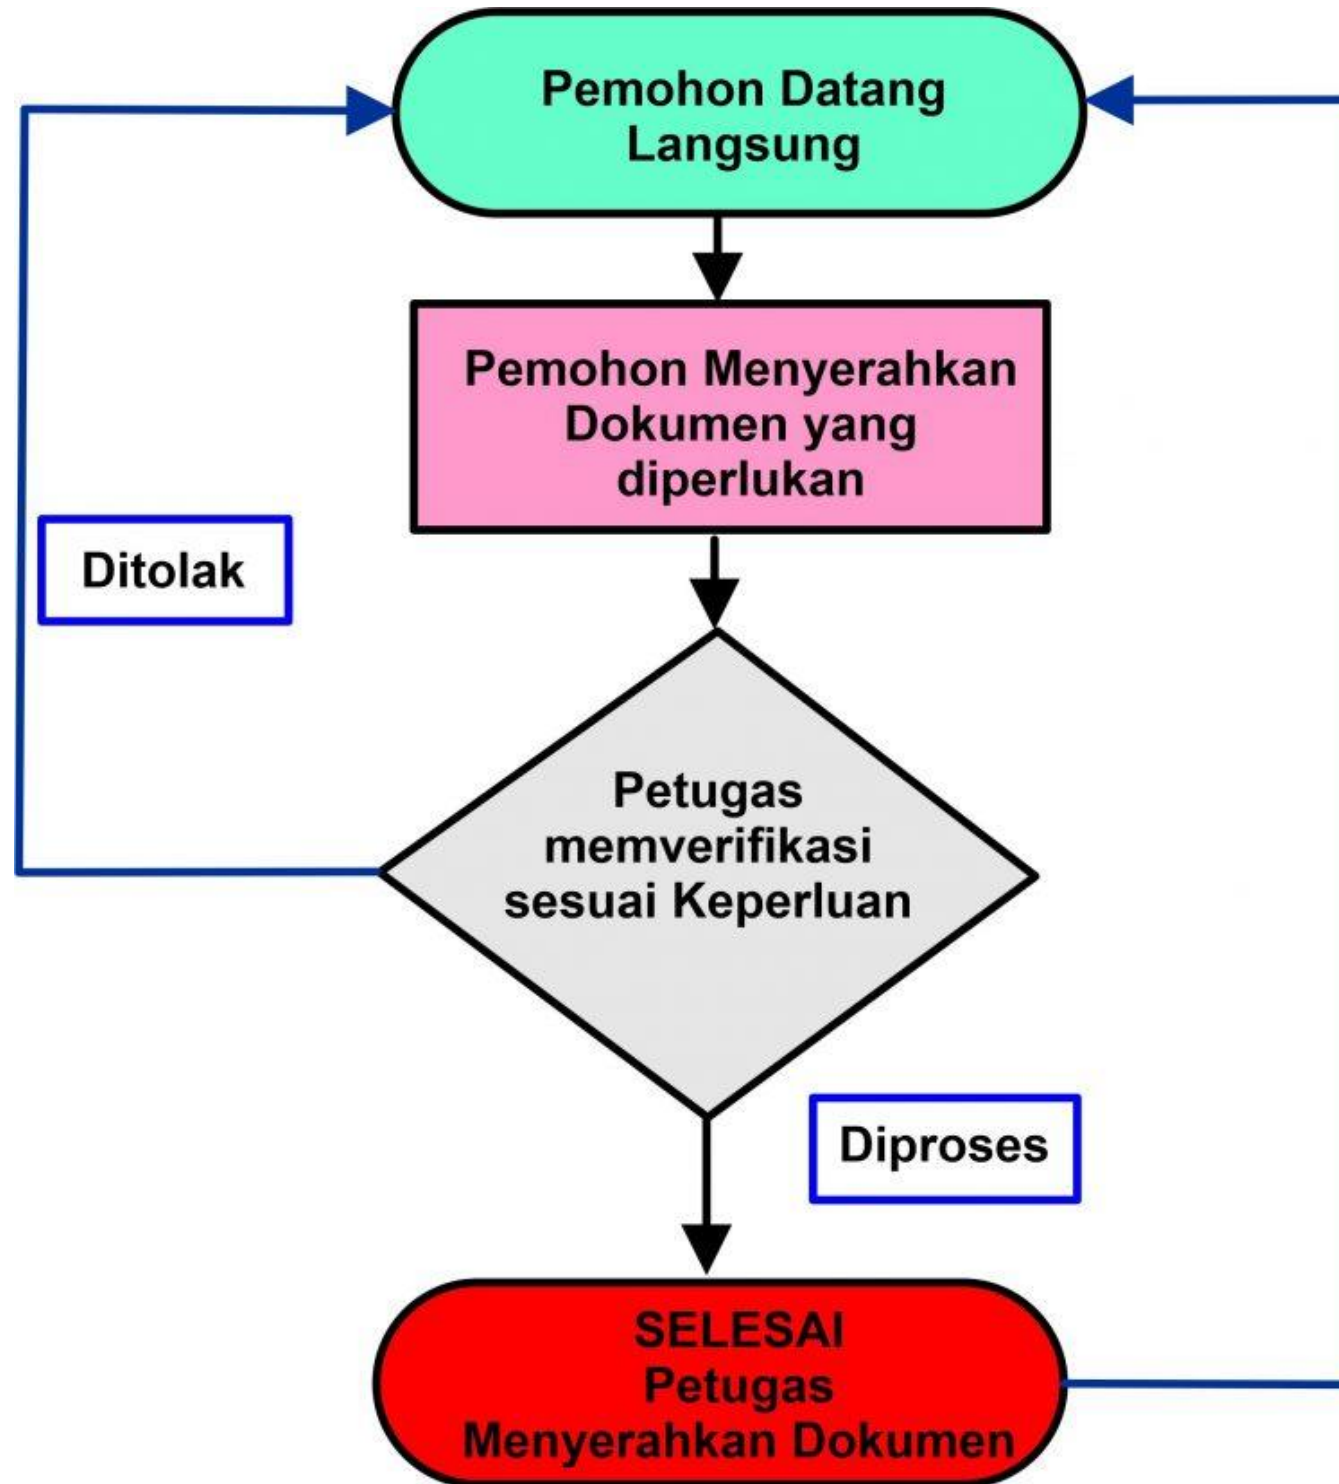 Pemohon Datang
Langsung
Pemohon Menyerahkan
Dokumen yang
diperlukan
Ditolak
Petugas
memverifikasi
sesuai Keperluan
Diproses
SELESAI
Petugas
Menyerahkan Dokumen